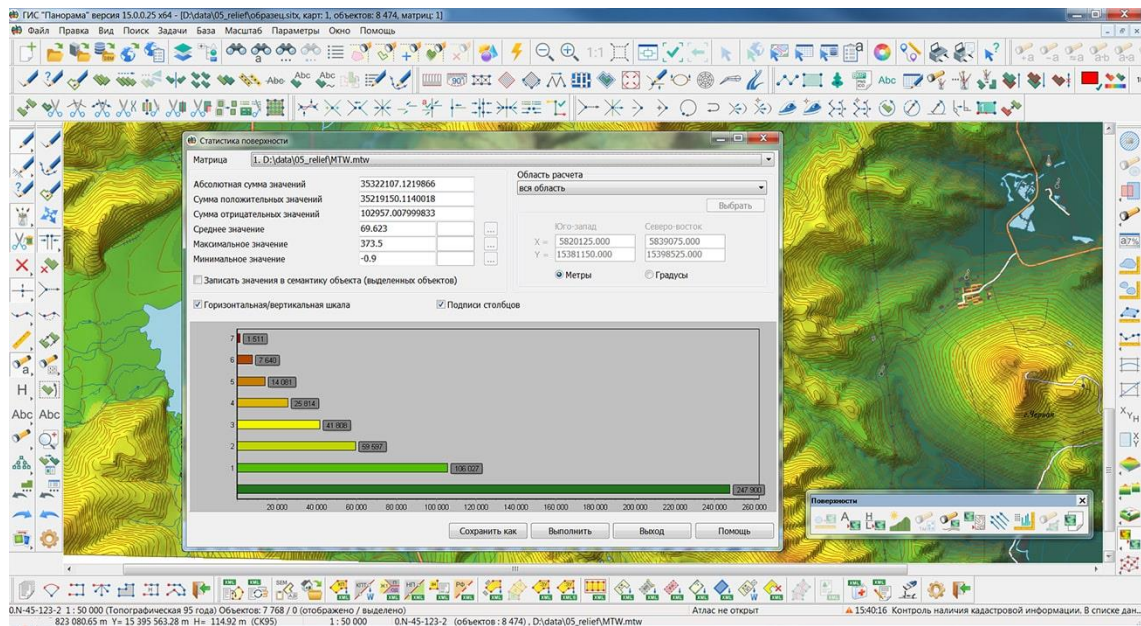 ГИС "Панорама" версия 15.0.0.25 x64 - [D:\data\05_relief\образец.sitx, карт: 1, объектов: 8 474, матриц: 1]
Файл Правка Вид Поиск Задачи База Масштаб Параметры Окно Помощь
Статистика поверхности
Матрица 1. D:\data\05_relief\MTW.mtw
Абсолютная сумма значений 35322107.1219866
Сумма положительных значений 35219150.1140018
Сумма отрицательных значений 102957.007999833
Среднее значение 69.623 ...
Максимальное значение 373.5 ...
Минимальное значение -0.9 ...
Область расчета
вся область
Выбрать
Юго-запад Северо-восток
X = 5820125.000 5839075.000
Y = 15381150.000 15398525.000
Метры Градусы
Записать значения в семантику объекта (выделенных объектов)
Горизонтальная/вертикальная шкала Подписи столбцов
7 1 511
6 7 640
5 14 081
4 25 814
3 41 808
2 59 597
1 106 027
247 900
20 000 40 000 60 000 80 000 100 000 120 000 140 000 160 000 180 000 200 000 220 000 240 000 260 000
Сохранить как Выполнить Выход Помощь
Поверхности
Атлас не открыт
15:40:16 Контроль наличия кадастровой информации. В списке дан..
0.N-45-123-2 1 : 50 000 (Топографическая 95 года) Объектов: 7 768 / 0 (отображено / выделено)
823 080.65 m Y= 15 395 563.28 m H= 114.92 m (СК95) 1 : 50 000 0.N-45-123-2 (объектов : 8 474) , D:\data\05_relief\MTW.mtw